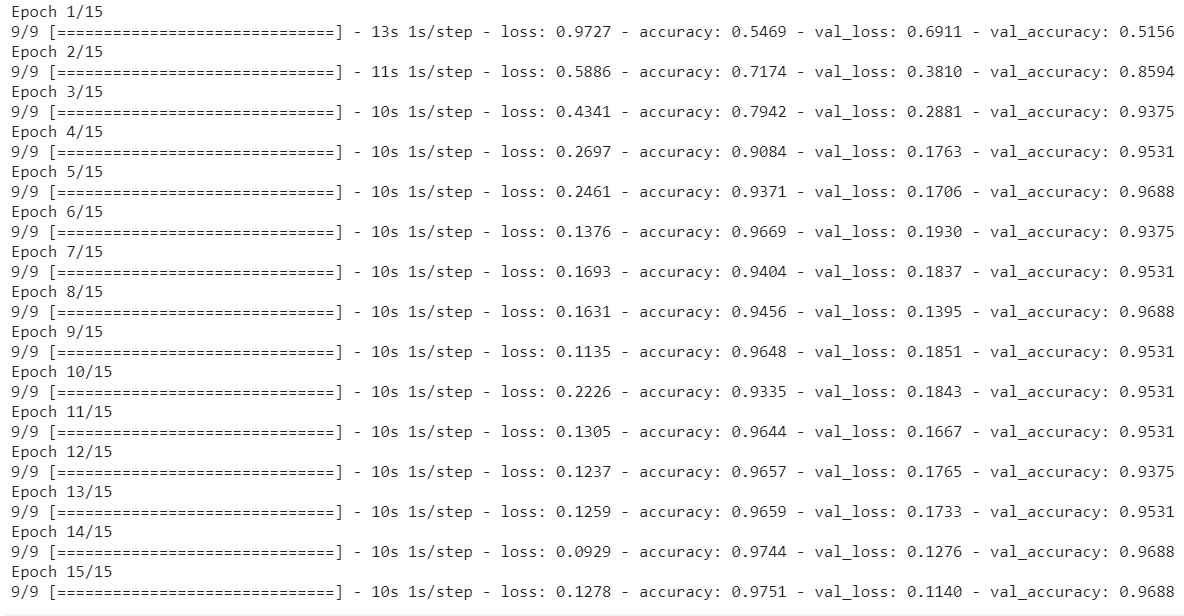 Epoch 1/15
9/9 [==============================] - 13s 1s/step - loss: 0.9727 - accuracy: 0.5469 - val_loss: 0.6911 - val_accuracy: 0.5156
Epoch 2/15
9/9 [==============================] - 11s 1s/step - loss: 0.5886 - accuracy: 0.7174 - val_loss: 0.3810 - val_accuracy: 0.8594
Epoch 3/15
9/9 [==============================] - 10s 1s/step - loss: 0.4341 - accuracy: 0.7942 - val_loss: 0.2881 - val_accuracy: 0.9375
Epoch 4/15
9/9 [==============================] - 10s 1s/step - loss: 0.2697 - accuracy: 0.9084 - val_loss: 0.1763 - val_accuracy: 0.9531
Epoch 5/15
9/9 [==============================] - 10s 1s/step - loss: 0.2461 - accuracy: 0.9371 - val_loss: 0.1706 - val_accuracy: 0.9688
Epoch 6/15
9/9 [==============================] - 10s 1s/step - loss: 0.1376 - accuracy: 0.9669 - val_loss: 0.1930 - val_accuracy: 0.9375
Epoch 7/15
9/9 [==============================] - 10s 1s/step - loss: 0.1693 - accuracy: 0.9404 - val_loss: 0.1837 - val_accuracy: 0.9531
Epoch 8/15
9/9 [==============================] - 10s 1s/step - loss: 0.1631 - accuracy: 0.9456 - val_loss: 0.1395 - val_accuracy: 0.9688
Epoch 9/15
9/9 [==============================] - 10s 1s/step - loss: 0.1135 - accuracy: 0.9648 - val_loss: 0.1851 - val_accuracy: 0.9531
Epoch 10/15
9/9 [==============================] - 10s 1s/step - loss: 0.2226 - accuracy: 0.9335 - val_loss: 0.1843 - val_accuracy: 0.9531
Epoch 11/15
9/9 [==============================] - 10s 1s/step - loss: 0.1305 - accuracy: 0.9644 - val_loss: 0.1667 - val_accuracy: 0.9531
Epoch 12/15
9/9 [==============================] - 10s 1s/step - loss: 0.1237 - accuracy: 0.9657 - val_loss: 0.1765 - val_accuracy: 0.9375
Epoch 13/15
9/9 [==============================] - 10s 1s/step - loss: 0.1259 - accuracy: 0.9659 - val_loss: 0.1733 - val_accuracy: 0.9531
Epoch 14/15
9/9 [==============================] - 10s 1s/step - loss: 0.0929 - accuracy: 0.9744 - val_loss: 0.1276 - val_accuracy: 0.9688
Epoch 15/15
9/9 [==============================] - 10s 1s/step - loss: 0.1278 - accuracy: 0.9751 - val_loss: 0.1140 - val_accuracy: 0.9688